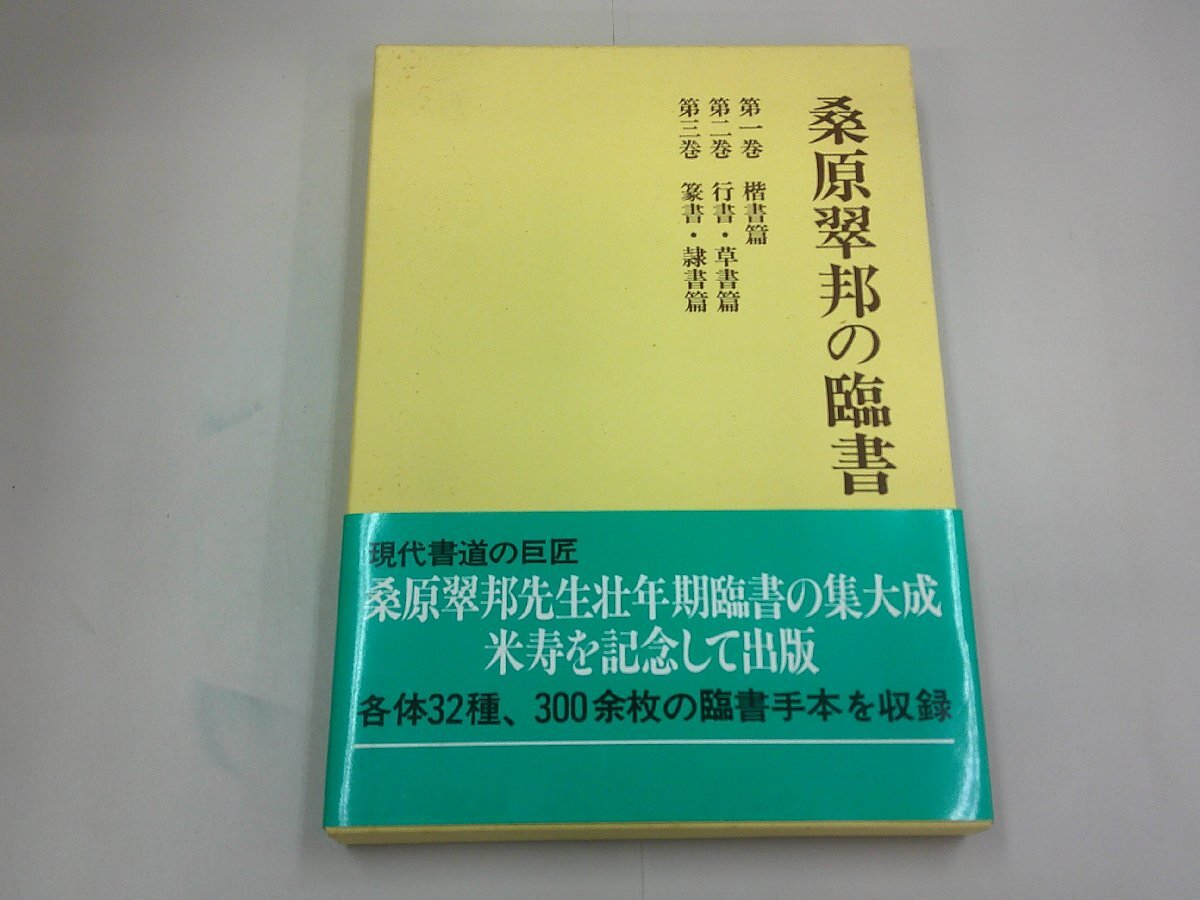 桑原翠邦の臨書
第一巻 楷書篇
第二巻 行書・草書篇
第三巻 篆書・隷書篇
現代書道の巨匠
桑原翠邦先生壮年期臨書の集大成
米寿を記念して出版
各体32種、300余枚の臨書手本を収録